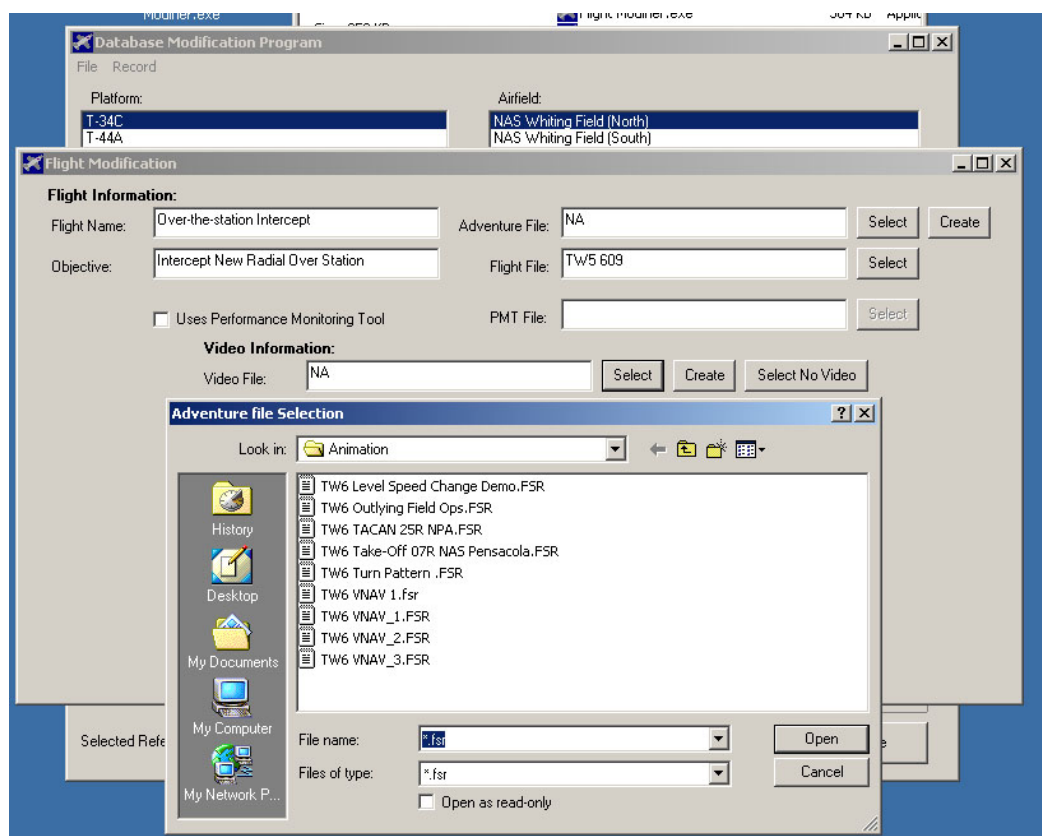 Modifier.exe
Flight Modifier.exe
Database Modification Program
File Record
Platform: Airfield:
T-34C NAS Whiting Field (North)
T-44A NAS Whiting Field (South)
Flight Modification
Flight Information:
Flight Name: Over-the-station Intercept Adventure File: NA Select Create
Objective: Intercept New Radial Over Station Flight File: TW5 609 Select
Uses Performance Monitoring Tool PMT File: Select
Video Information:
Video File: NA Select Create Select No Video
Adventure file Selection
Look in: Animation
TW6 Level Speed Change Demo.FSR
TW6 Outlying Field Ops.FSR
TW6 TACAN 25R NPA.FSR
TW6 Take-Off 07R NAS Pensacola.FSR
TW6 Turn Pattern .FSR
TW6 VNAV 1.fsr
TW6 VNAV_1.FSR
TW6 VNAV_2.FSR
TW6 VNAV_3.FSR
History
Desktop
My Documents
My Computer
My Network P...
Selected Refe
File name: *.fsr Open
Files of type: *.fsr Cancel
Open as read-only